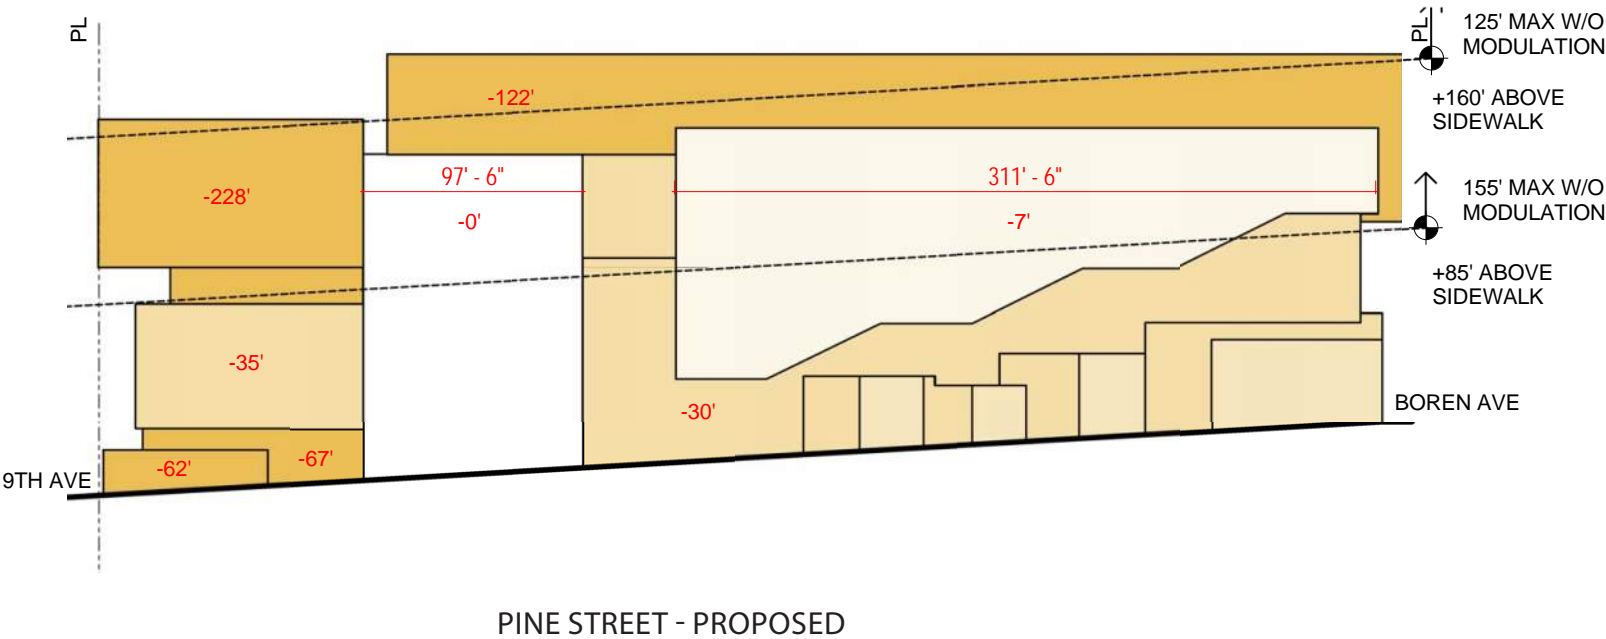 PL
PL
125' MAX W/O
MODULATION
-122'
+160' ABOVE
SIDEWALK
97' - 6"
311' - 6"
-228'
-0'
-7'
155' MAX W/O
MODULATION
+85' ABOVE
SIDEWALK
-35'
-30'
BOREN AVE
-62'
-67'
9TH AVE
PINE STREET - PROPOSED